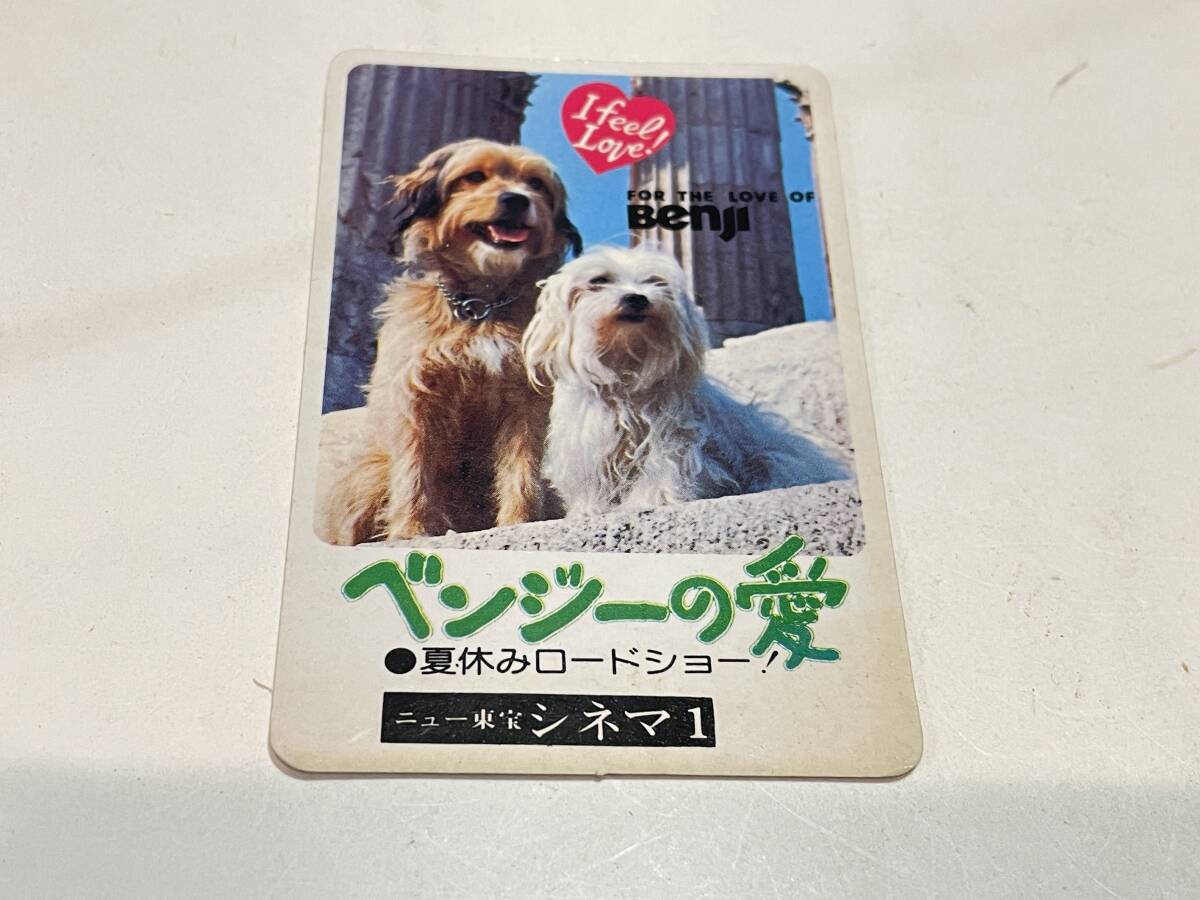 I feel
Love!
FOR THE LOVE OF
Benji
ベンジーの愛
●夏休みロードショー!
ニュー東宝シネマ1